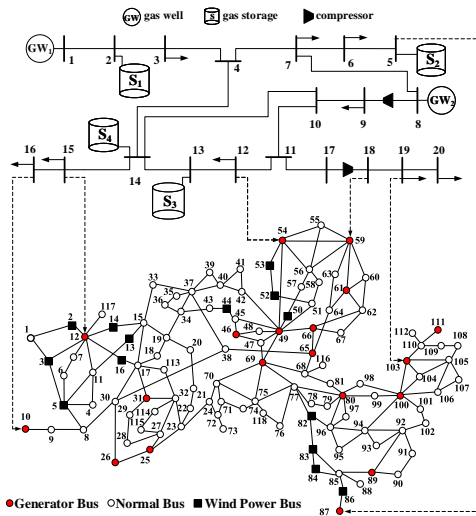 GW gas well S gas storage compressor
GW1 1 2 3 4 7 6 5 S2
S1
S4 10 9 8 GW2
16 15 14 13 12 11 17 18 19 20
S3
55
54 59
41 53 56 63 60
39 57 58 61
33 37 40 42 52
35 36 43 44 50 51 64 62
117 34 45 48 49 66 67
2 14 15 46 47 111
1 12 13 18 19 20 38 65 112 110 108
3 6 16 17 113 69 116 103 109 105
7 11 31 32 70 68 81 98 104 107
5 4 30 29 114 22 21 24 71 75 77 78 79 80 99 100 101 106
10 9 8 115 27 23 72 73 74 118 76 82 97 96 94 92 102
28 95 93 91
26 25 83 84 85 89 90
86 88
87
Generator Bus Normal Bus Wind Power Bus